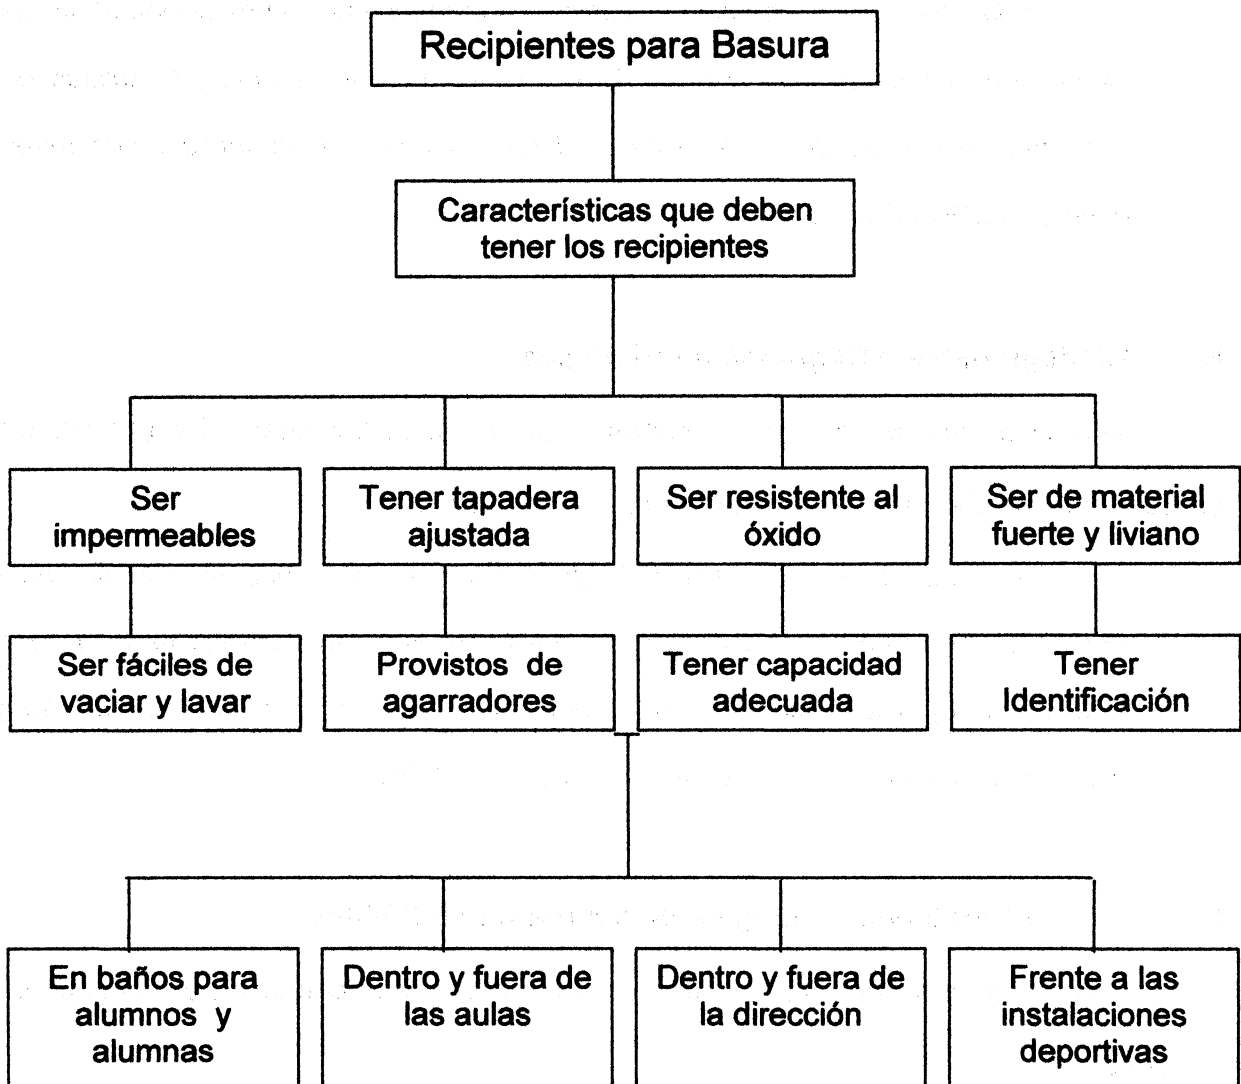 Recipientes para Basura
Características que deben
tener los recipientes
Ser
impermeables
Tener tapadera
ajustada
Ser resistente al
óxido
Ser de material
fuerte y liviano
Ser fáciles de
vaciar y lavar
Provistos de
agarradores
Tener capacidad
adecuada
Tener
Identificación
En baños para
alumnos y
alumnas
Dentro y fuera de
las aulas
Dentro y fuera de
la dirección
Frente a las
instalaciones
deportivas